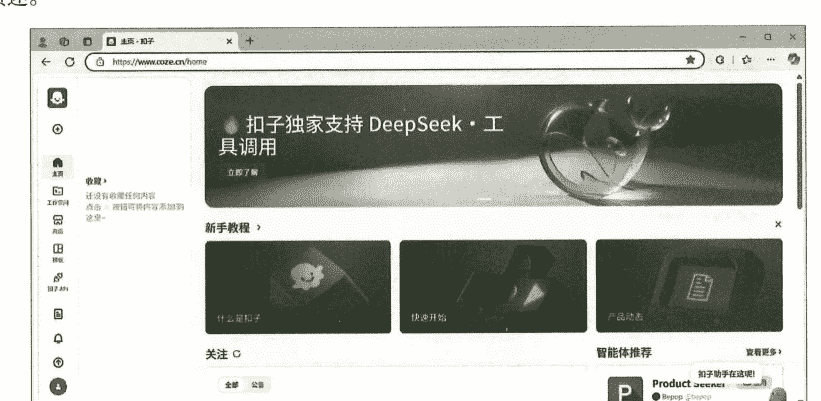 主页 - 扣子
https://www.coze.cn/home
扣子独家支持 DeepSeek·工
具调用
立即了解
主页
收藏
还没有收藏任何内容
点击 按钮可将内容添加到
这里~
工作空间
商店
模板
扣子 API
新手教程
什么是扣子
快速开始
产品动态
关注
智能体推荐
查看更多
全部
公告
扣子助手在这呢!
Product Seeker
Bepop @bepop